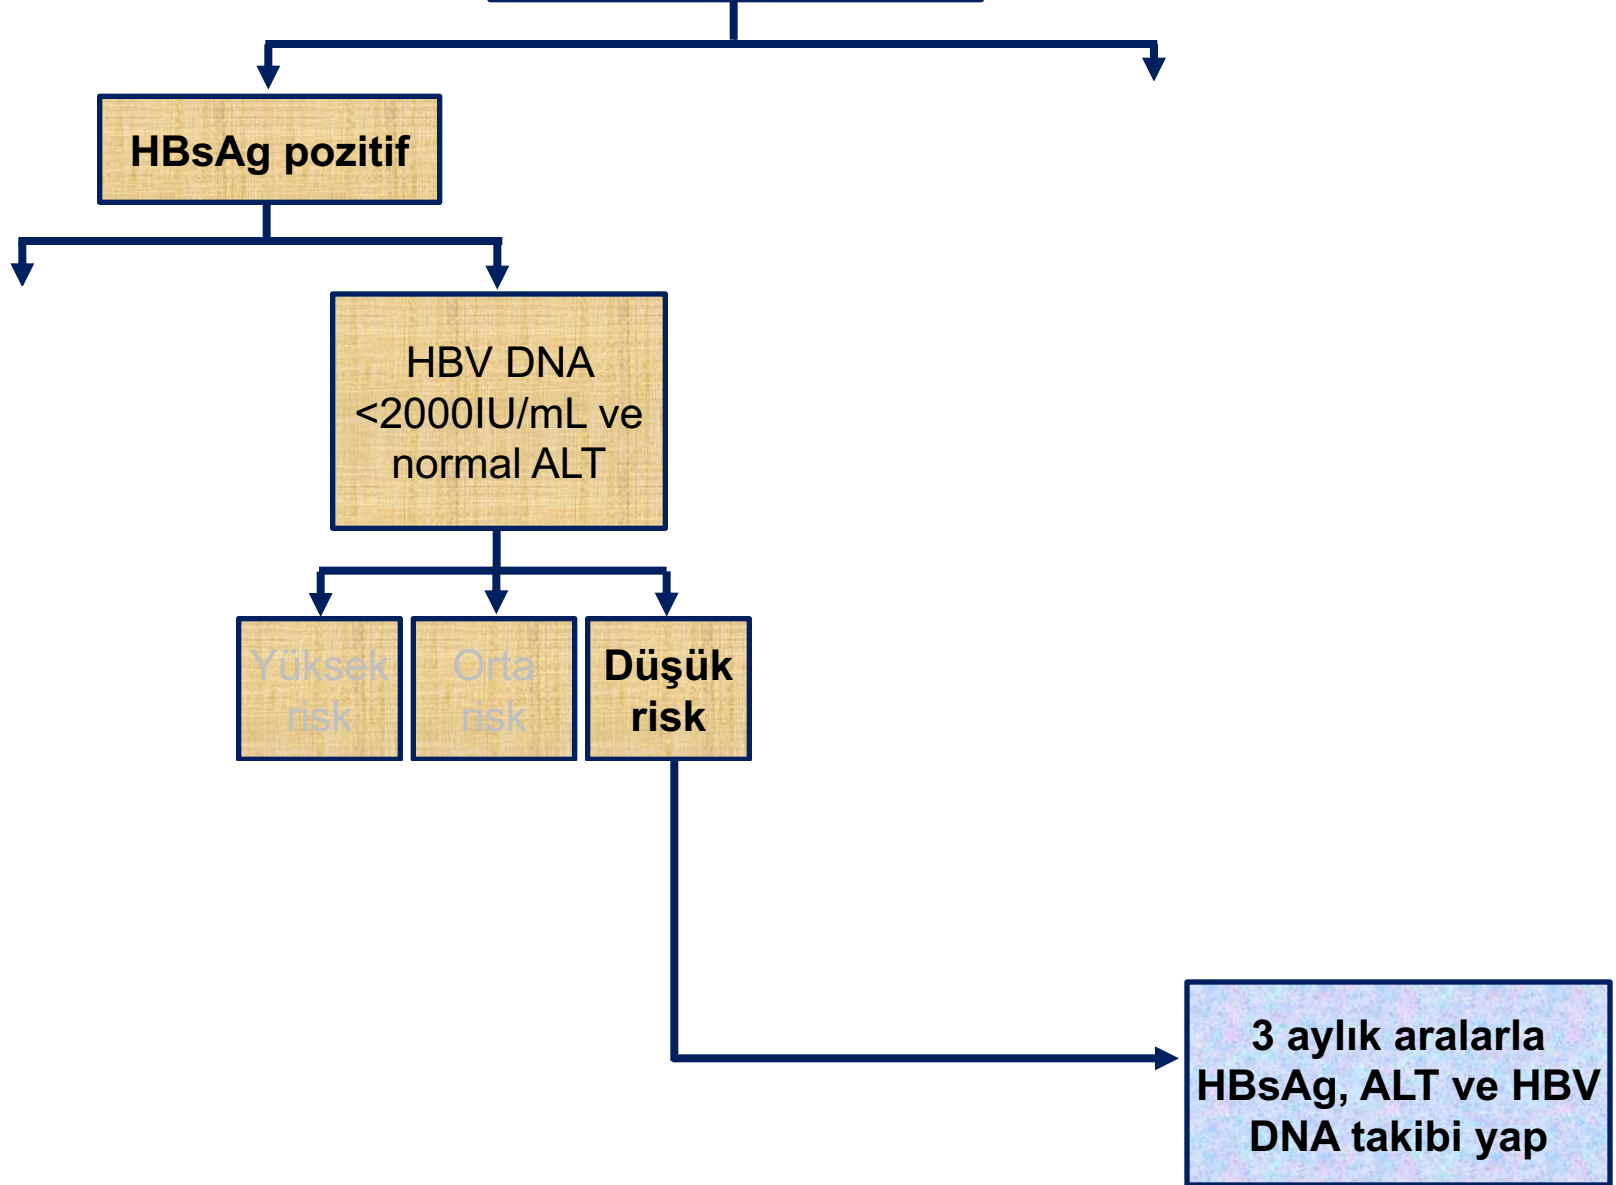 HBsAg pozitif
HBV DNA
<2000IU/mL ve
normal ALT
Yüksek
risk
Orta
risk
Düşük
risk
3 aylık aralarla
HBsAg, ALT ve HBV
DNA takibi yap